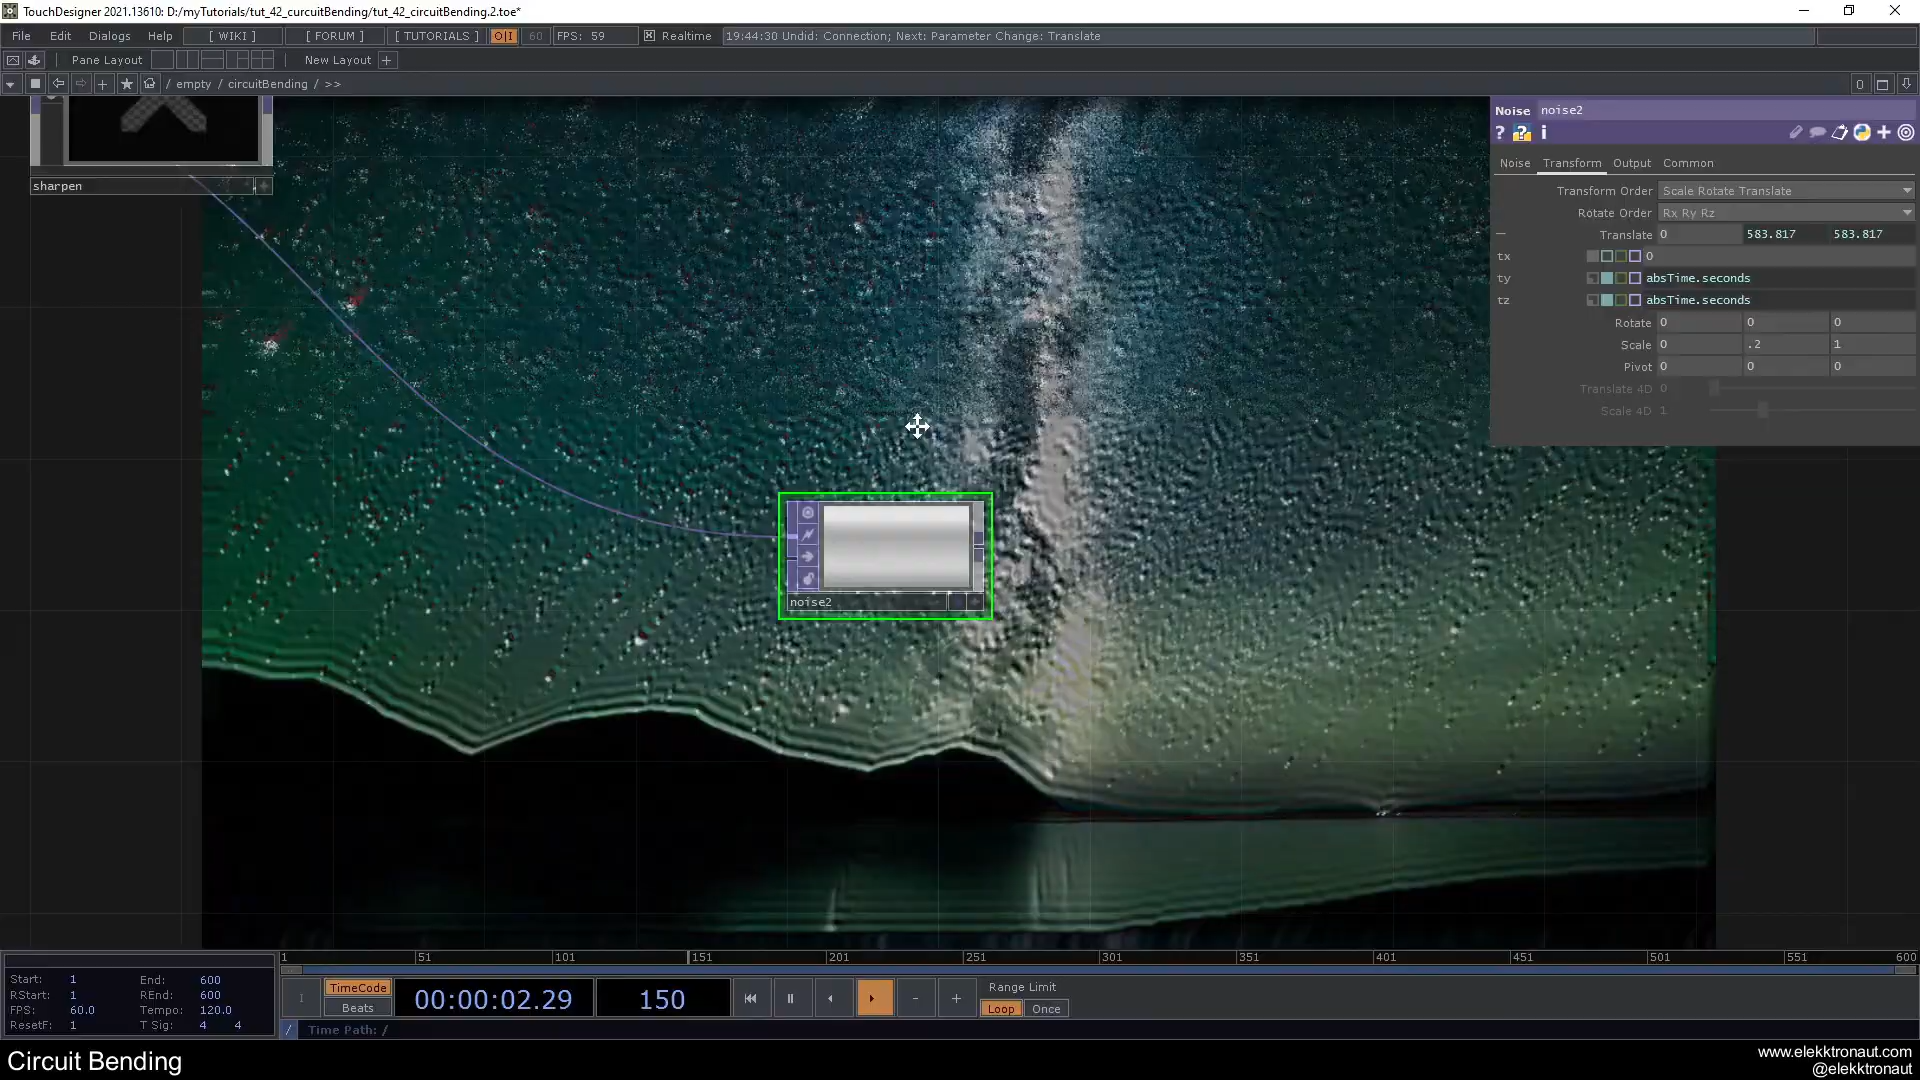 TouchDesigner 2021.13610: D:/myTutorials/tut_42_curcuitBending/tut_42_circuitBending.2.toe*
File Edit Dialogs Help [ WIKI ] [ FORUM ] [ TUTORIALS ] O|I 60 FPS: 59 Realtime 19:44:30 Undid: Connection; Next: Parameter Change: Translate
Pane Layout New Layout +
/ empty / circuitBending / >> 0
sharpen
Noise noise2
? ? i
Noise Transform Output Common
Transform Order Scale Rotate Translate
Rotate Order Rx Ry Rz
Translate 0 583.817 583.817
tx 0
ty absTime.seconds
tz absTime.seconds
Rotate 0 0 0
Scale 0 .2 1
Pivot 0 0 0
Translate 4D 0
Scale 4D 1
noise2
1 51 101 151 201 251 301 351 401 451 501 551 600
Start: 1 End: 600
RStart: 1 REnd: 600
FPS: 60.0 Tempo: 120.0
ResetF: 1 T Sig: 4 4
TimeCode
Beats
00:00:02.29 150
Range Limit
Loop Once
/ Time Path: /
Circuit Bending
www.elekktronaut.com
@elekktronaut